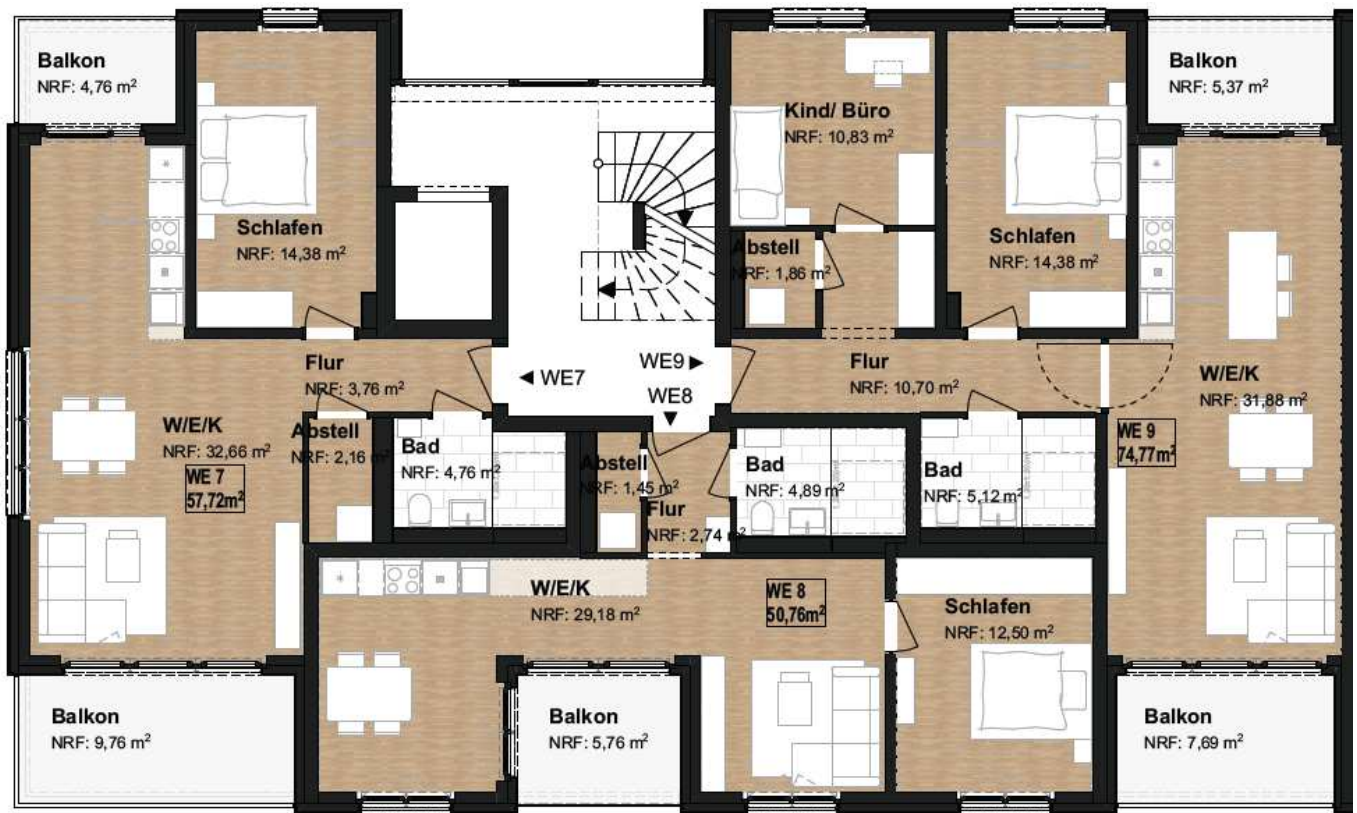 Balkon
NRF: 4,76 m²
Schlafen
NRF: 14,38 m²
Kind/ Büro
NRF: 10,83 m²
Abstell
NRF: 1,86 m²
Schlafen
NRF: 14,38 m²
Balkon
NRF: 5,37 m²
Flur
NRF: 3,76 m²
WE7
WE9
WE8
Flur
NRF: 10,70 m²
W/E/K
NRF: 31,88 m²
W/E/K
NRF: 32,66 m²
WE 7
57,72m²
Abstell
NRF: 2,16 m²
Bad
NRF: 4,76 m²
Abstell
NRF: 1,45 m²
Flur
NRF: 2,74 m²
Bad
NRF: 4,89 m²
Bad
NRF: 5,12 m²
WE 9
74,77m²
W/E/K
NRF: 29,18 m²
WE 8
50,76m²
Schlafen
NRF: 12,50 m²
Balkon
NRF: 9,76 m²
Balkon
NRF: 5,76 m²
Balkon
NRF: 7,69 m²